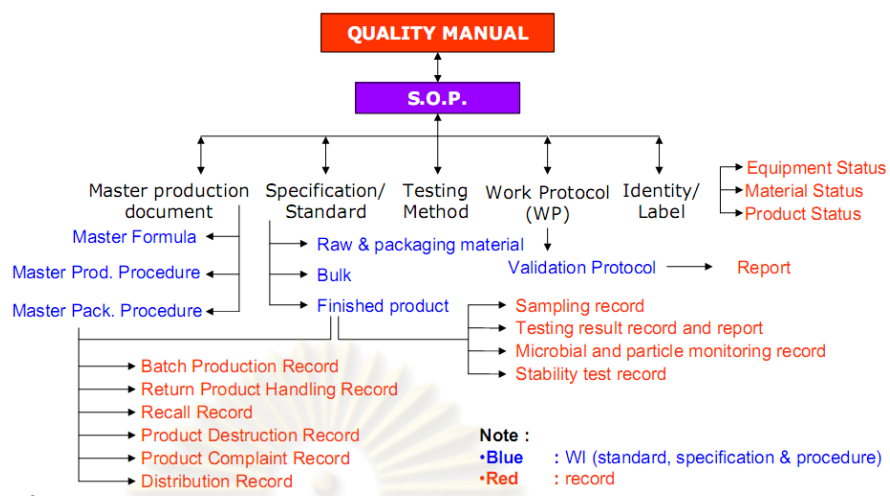 QUALITY MANUAL
S.O.P.
Master production
document
Specification/
Standard
Testing
Method
Work Protocol
(WP)
Identity/
Label
Equipment Status
Material Status
Product Status
Master Formula
Master Prod. Procedure
Master Pack. Procedure
Raw & packaging material
Bulk
Finished product
Validation Protocol
Report
Sampling record
Testing result record and report
Microbial and particle monitoring record
Stability test record
Batch Production Record
Return Product Handling Record
Recall Record
Product Destruction Record
Product Complaint Record
Distribution Record
Note :
•Blue : WI (standard, specification & procedure)
•Red : record